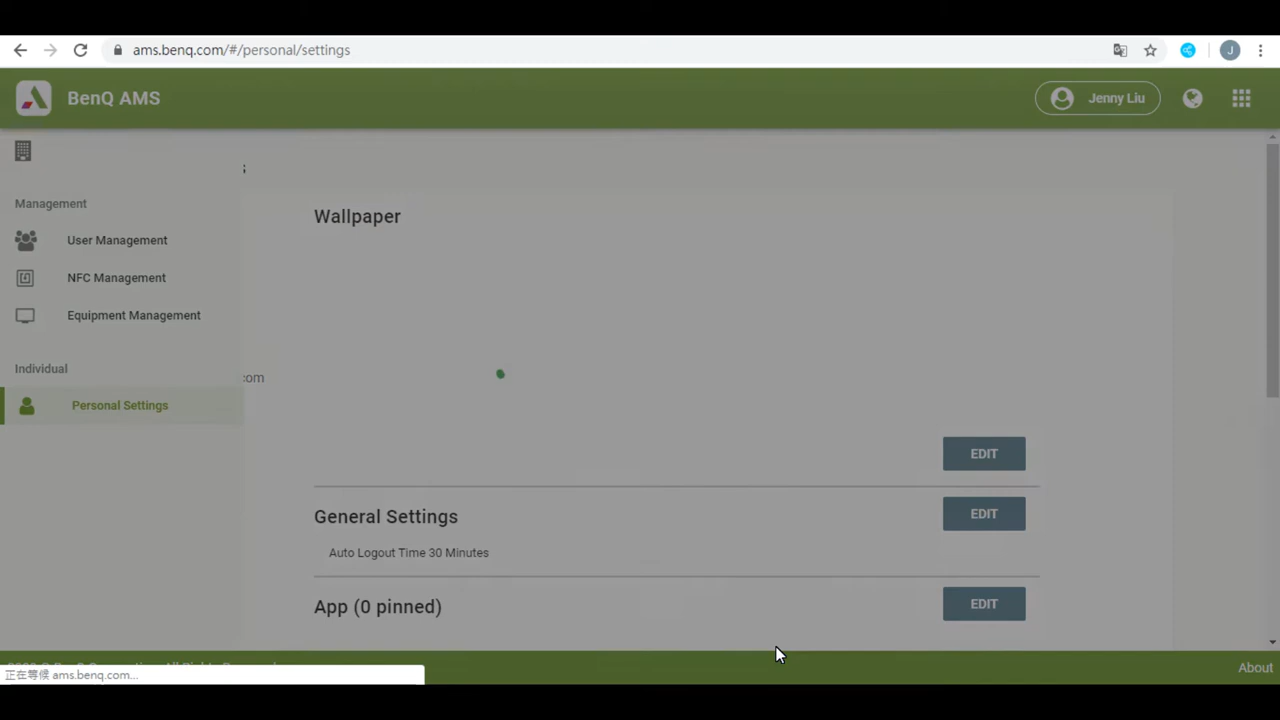 ams.benq.com/#/personal/settings
J
BenQ AMS
Jenny Liu
Management
User Management
NFC Management
Equipment Management
Individual
Personal Settings
Wallpaper
com
EDIT
General Settings
EDIT
Auto Logout Time 30 Minutes
App (0 pinned)
EDIT
正在等候 ams.benq.com...
About